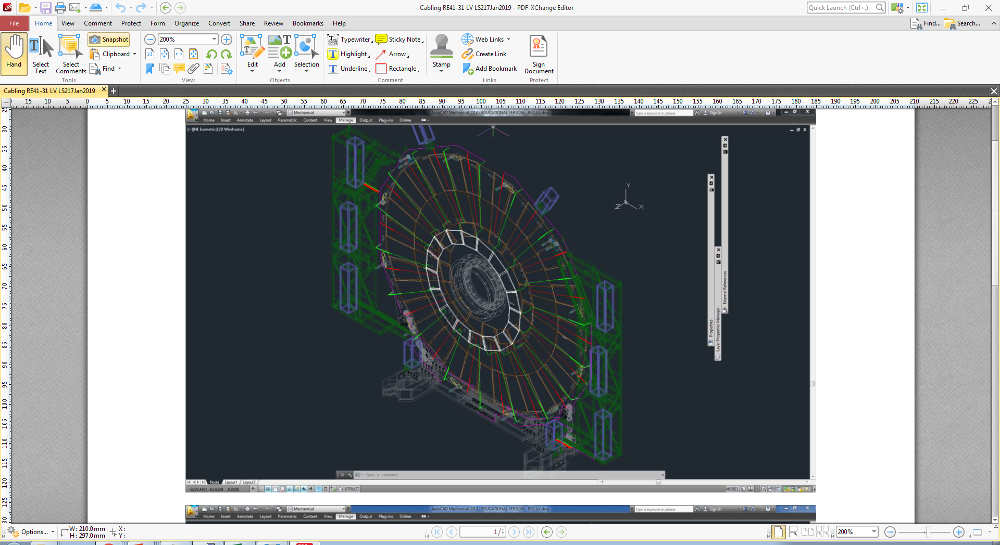 Cabling RE41-31 LV LS217Jan2019 - PDF-XChange Editor
Quick Launch (Ctrl+.)
File Home View Comment Protect Form Organize Convert Share Review Bookmarks Help Find... Search...
Hand
Select Text
Select Comments
Snapshot
Clipboard
Find
Tools
200%
View
Edit
Add
Selection
Objects
Typewriter
Highlight
Underline
Sticky Note
Arrow
Rectangle
Comment
Stamp
Web Links
Create Link
Add Bookmark
Links
Sign Document
Protect
Cabling RE41-31 LV LS217Jan2019
15 10 5 0 5 10 15 20 25 30 35 40 45 50 55 60 65 70 75 80 85 90 95 100 105 110 115 120 125 130 135 140 145 150 155 160 165 170 175 180 185 190 195 200 205 210 215 220 225
30 35 40 45 50 55 60 65 70 75 80 85 90 95 100 105 110 115 120 125
Mechanical AutoCAD Mechanical 2013 - EDUCATIONAL VERSION RPC LV.dwg Type a keyword or phrase Sign In
Home Insert Annotate Layout Parametric Content View Manage Output Plug-ins Online
[-][NE Isometric][2D Wireframe]
Y
Z X
Properties
Layer Properties Manager
External References
Type a command
Model Layout1 Layout2
-9239.4481, -63.8248 , 0.0000 STRUCT MODEL
Mechanical AutoCAD Mechanical 2013 - EDUCATIONAL VERSION RPC LV.dwg Type a keyword or phrase Sign In
Home Insert Annotate Layout Parametric Content View Manage Output Plug-ins Online
Options...
W: 210.0mm
H: 297.0mm
X:
Y:
1/1
200%